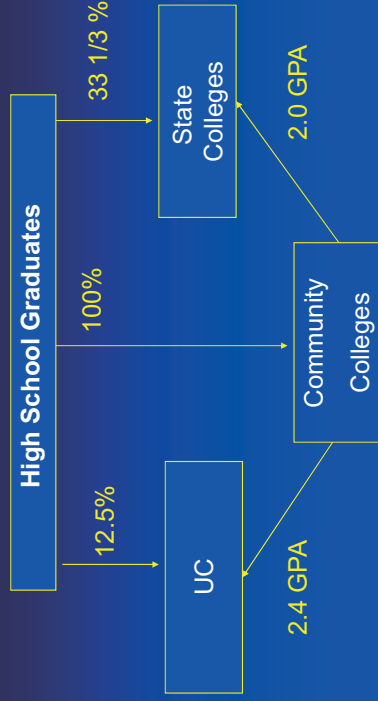 High School Graduates
12.5%
100%
33 1/3 %
UC
State
Colleges
2.4 GPA
Community
Colleges
2.0 GPA